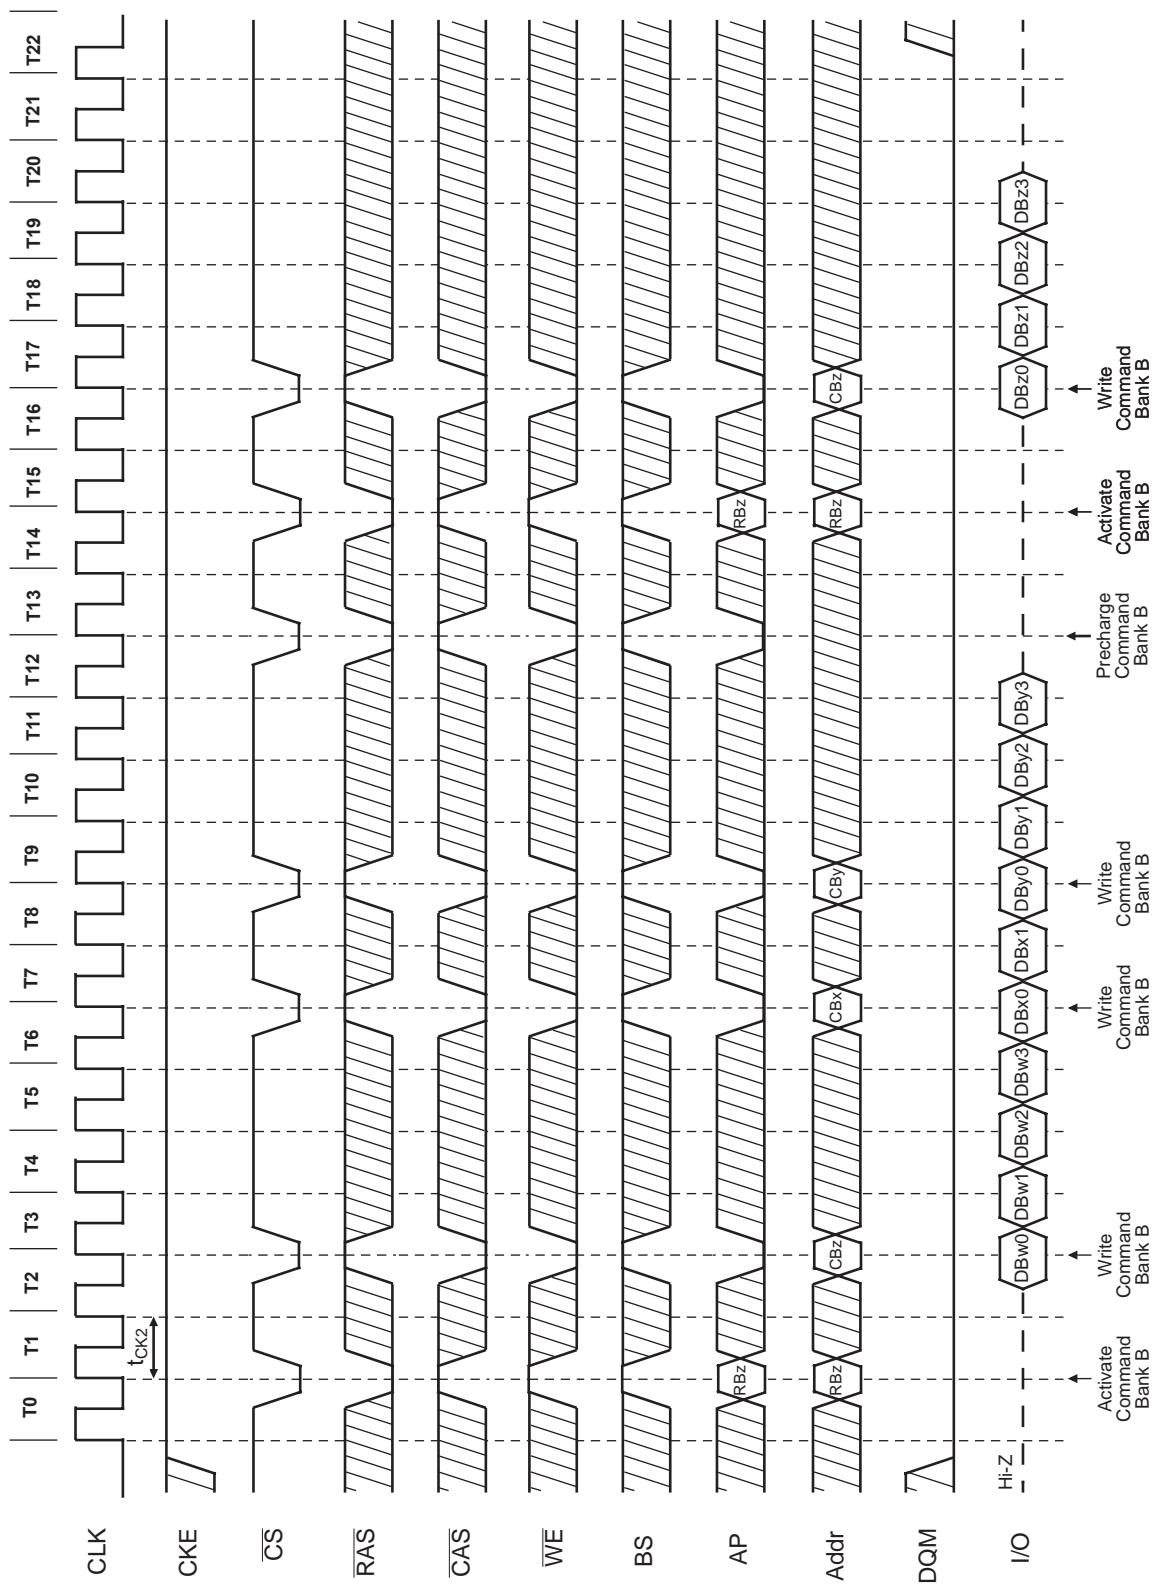 T0 T1 T2 T3 T4 T5 T6 T7 T8 T9 T10 T11 T12 T13 T14 T15 T16 T17 T18 T19 T20 T21 T22
CLK
tCK2
CKE
CS
RAS
CAS
WE
BS
AP RBz RBz
Addr RBz CBz CBx CBy RBz CBz
DQM
Hi-Z
I/O DBw0 DBw1 DBw2 DBw3 DBx0 DBx1 DBy0 DBy1 DBy2 DBy3 DBz0 DBz1 DBz2 DBz3
Activate
Command
Bank B
Write
Command
Bank B
Write
Command
Bank B
Write
Command
Bank B
Precharge
Command
Bank B
Activate
Command
Bank B
Write
Command
Bank B